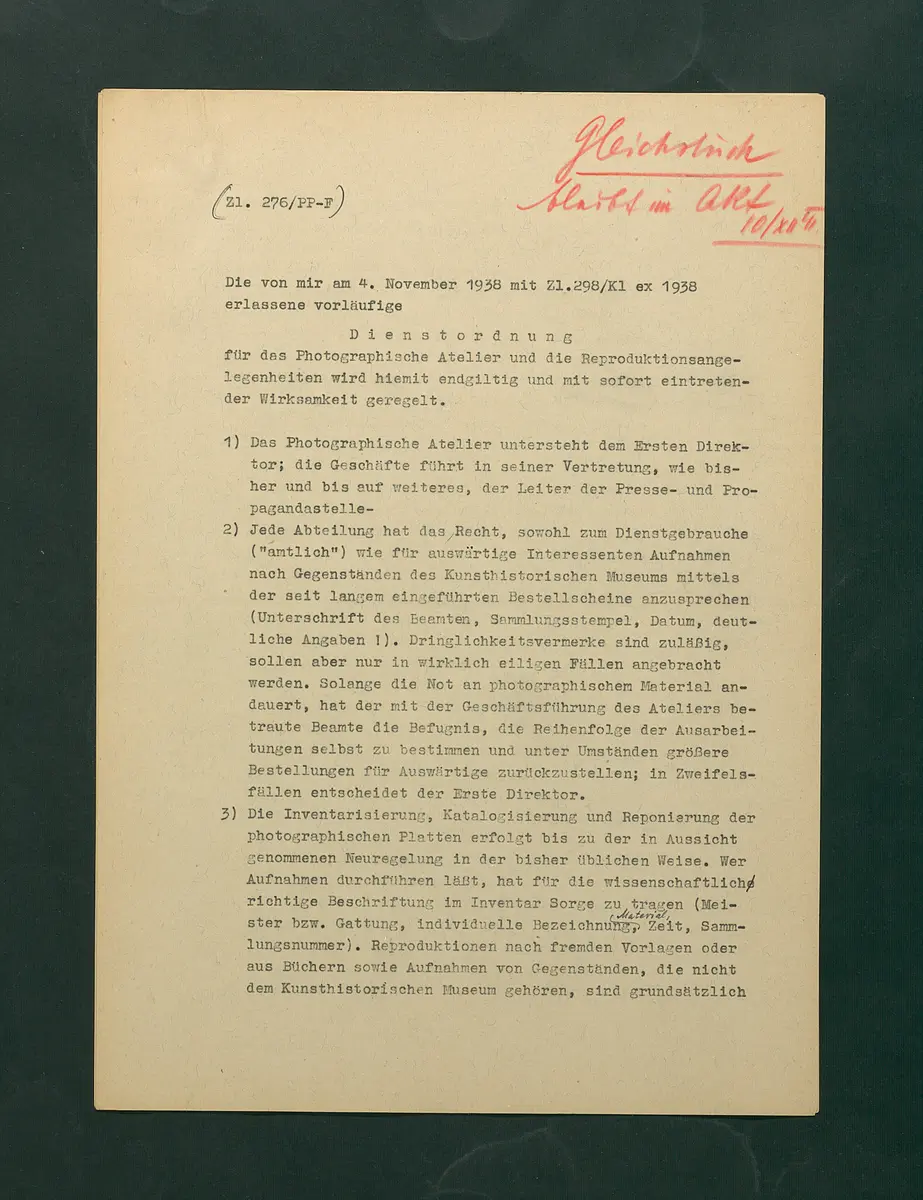 Gleichstück
bleibt im Akt
10/XII 41
(Zl. 276/PP-F)
Die von mir am 4. November 1938 mit Zl.298/Kl ex 1938
erlassene vorläufige
D i e n s t o r d n u n g
für das Photographische Atelier und die Reproduktionsange-
legenheiten wird hiemit endgiltig und mit sofort eintreten-
der Wirksamkeit geregelt.
1) Das Photographische Atelier untersteht dem Ersten Direk-
tor; die Geschäfte führt in seiner Vertretung, wie bis-
her und bis auf weiteres, der Leiter der Presse- und Pro-
pagandastelle-
2) Jede Abteilung hat das Recht, sowohl zum Dienstgebrauche
("amtlich") wie für auswärtige Interessenten Aufnahmen
nach Gegenständen des Kunsthistorischen Museums mittels
der seit langem eingeführten Bestellscheine anzusprechen
(Unterschrift des Beamten, Sammlungsstempel, Datum, deut-
liche Angaben !). Dringlichkeitsvermerke sind zuläßig,
sollen aber nur in wirklich eiligen Fällen angebracht
werden. Solange die Not an photographischem Material an-
dauert, hat der mit der Geschäftsführung des Ateliers be-
traute Beamte die Befugnis, die Reihenfolge der Ausarbei-
tungen selbst zu bestimmen und unter Umständen größere
Bestellungen für Auswärtige zurückzustellen; in Zweifels-
fällen entscheidet der Erste Direktor.
3) Die Inventarisierung, Katalogisierung und Reponierung der
photographischen Platten erfolgt bis zu der in Aussicht
genommenen Neuregelung in der bisher üblichen Weise. Wer
Aufnahmen durchführen läßt, hat für die wissenschaftlich
richtige Beschriftung im Inventar Sorge zu tragen (Mei-
ster bzw. Gattung, individuelle Bezeichnung, Material, Zeit, Samm-
lungsnummer). Reproduktionen nach fremden Vorlagen oder
aus Büchern sowie Aufnahmen von Gegenständen, die nicht
dem Kunsthistorischen Museum gehören, sind grundsätzlich